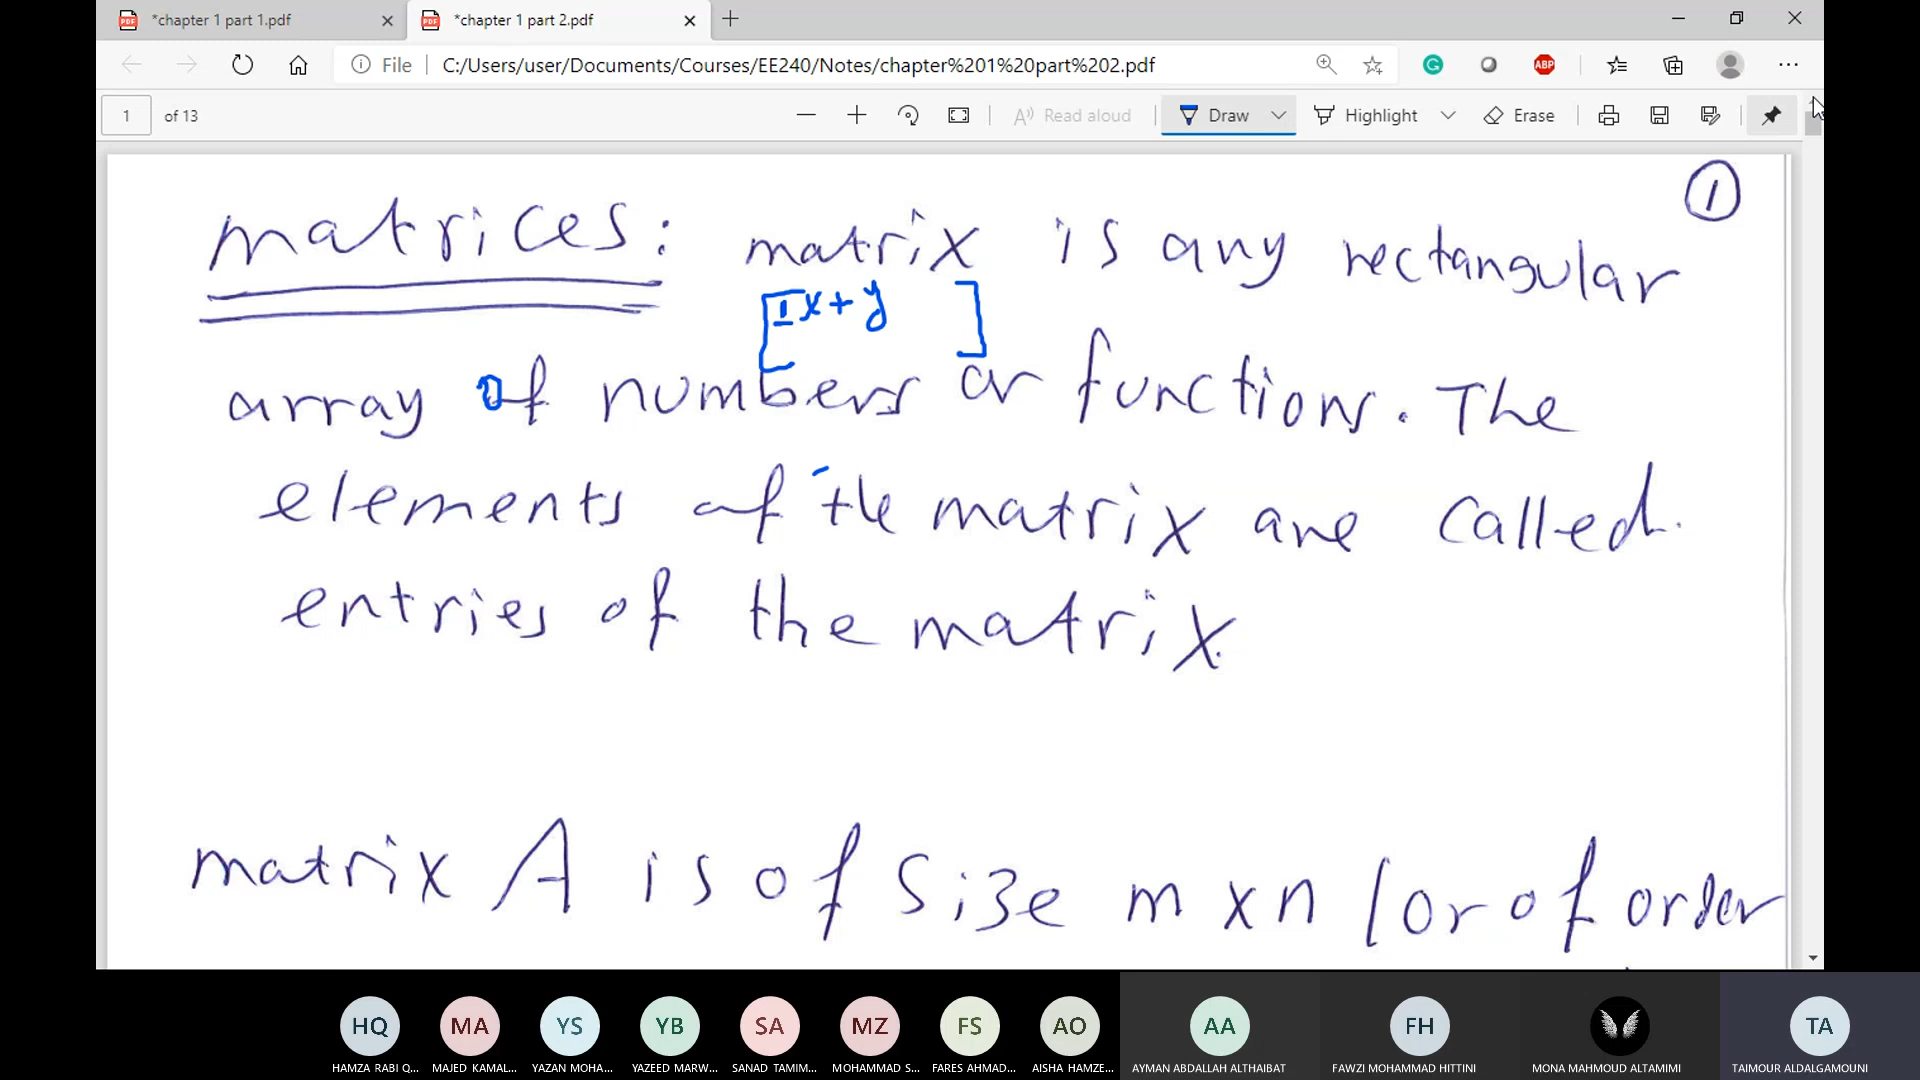 *chapter 1 part 1.pdf
*chapter 1 part 2.pdf
File
C:/Users/user/Documents/Courses/EE240/Notes/chapter%201%20part%202.pdf
ABP
1 of 13
Read aloud
Draw
Highlight
Erase
1
matrices: matrix is any rectangular
[1 x+y ]
array of numbers or functions. The
elements of the matrix are called
entries of the matrix.
matrix A is of size m x n (or of order
HQ MA YS YB SA MZ FS AO AA FH TA
HAMZA RABI Q... MAJED KAMAL... YAZAN MOHA... YAZEED MARW... SANAD TAMIM... MOHAMMAD S... FARES AHMAD... AISHA HAMZE... AYMAN ABDALLAH ALTHAIBAT FAWZI MOHAMMAD HITTINI MONA MAHMOUD ALTAMIMI TAIMOUR ALDALGAMOUNI